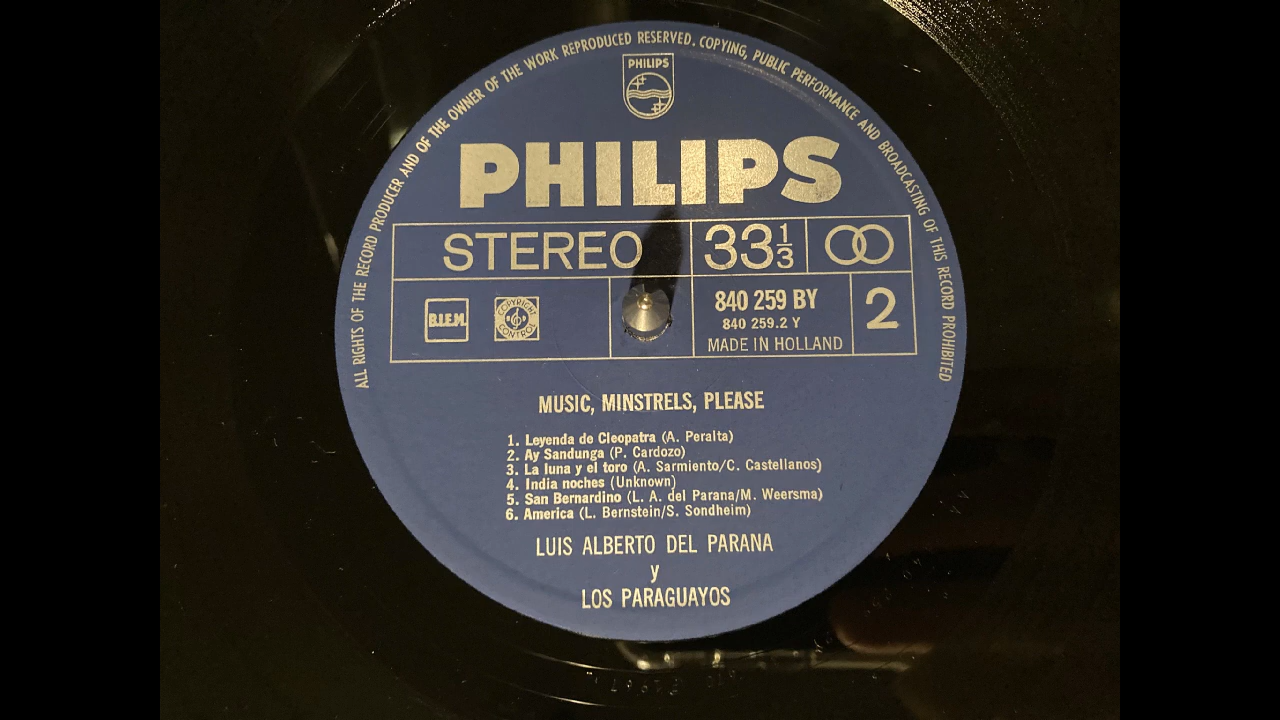 ALL RIGHTS OF THE RECORD PRODUCER AND OF THE OWNER OF THE WORK REPRODUCED RESERVED. COPYING, PUBLIC PERFORMANCE AND BROADCASTING OF THIS RECORD PROHIBITED
PHILIPS
PHILIPS
STEREO 33 1/3
B.I.E.M. COPYRIGHT CONTROL 840 259 BY 2
840 259.2 Y
MADE IN HOLLAND
MUSIC, MINSTRELS, PLEASE
1. Leyenda de Cleopatra (A. Peralta)
2. Ay Sandunga (P. Cardozo)
3. La luna y el toro (A. Sarmiento/C. Castellanos)
4. India noches (Unknown)
5. San Bernardino (L. A. del Parana/M. Weersma)
6. America (L. Bernstein/S. Sondheim)
LUIS ALBERTO DEL PARANA
y
LOS PARAGUAYOS